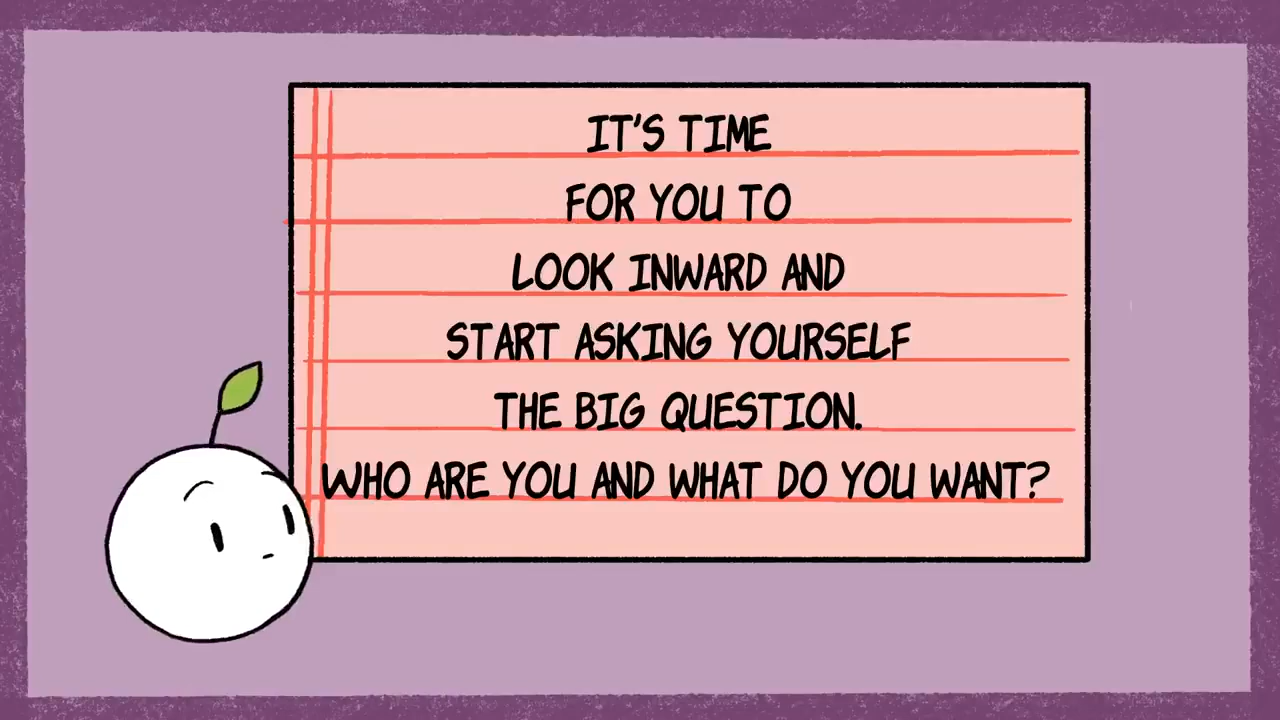 IT'S TIME
FOR YOU TO
LOOK INWARD AND
START ASKING YOURSELF
THE BIG QUESTION.
WHO ARE YOU AND WHAT DO YOU WANT?